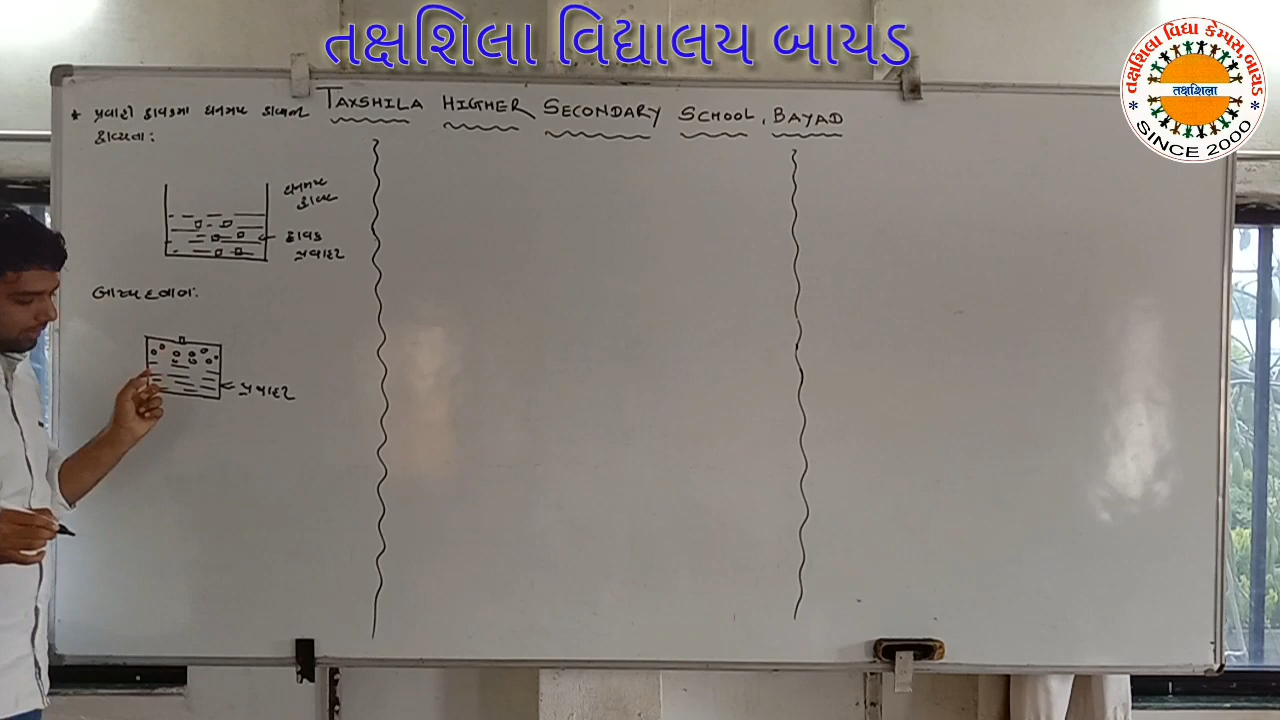 તક્ષશિલા વિદ્યાલય બાયડ
તક્ષશિલા વિદ્યા કેમ્પસ, બાયડ
તક્ષશિલા
SINCE 2000
TAXSHILA HIGHER SECONDARY SCHOOL, BAYAD
* પ્રવાહી દ્રાવકમાં ઘનમય દ્રાવ્યની
દ્રાવ્યતા:
ઘનમય
દ્રાવ્ય
દ્રાવક
પ્રવાહી
બાષ્પદબાણ:
પ્રવાહી